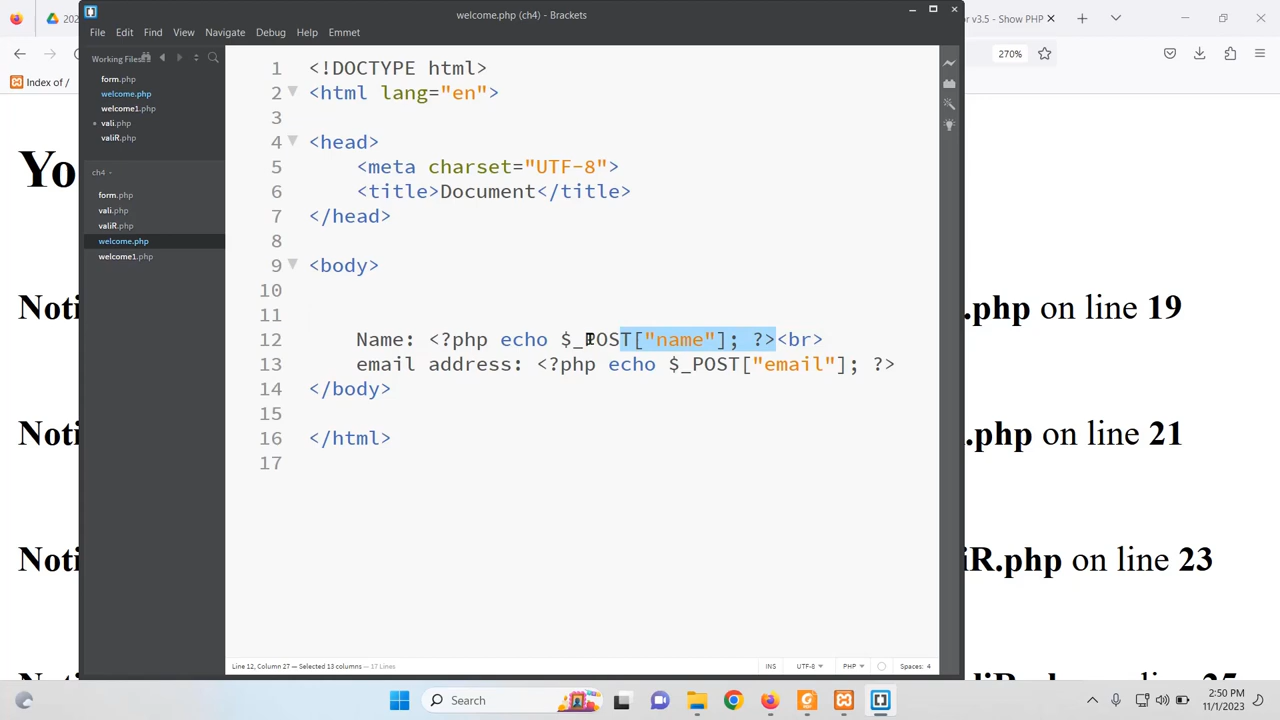 202
welcome.php (ch4) - Brackets
or v3.5 - Show PHP
File Edit Find View Navigate Debug Help Emmet
270%
Index of /
Working Files
form.php
welcome.php
welcome1.php
vali.php
valiR.php
ch4
form.php
vali.php
valiR.php
welcome.php
welcome1.php
1 <!DOCTYPE html>
2 <html lang="en">
3
4 <head>
5 <meta charset="UTF-8">
6 <title>Document</title>
7 </head>
8
9 <body>
10
11
12 Name: <?php echo $_POST["name"]; ?><br>
13 email address: <?php echo $_POST["email"]; ?>
14 </body>
15
16 </html>
17
Yo
Noti .php on line 19
Noti .php on line 21
Noti iR.php on line 23
Line 12, Column 27 — Selected 13 columns — 17 Lines
INS UTF-8 PHP Spaces: 4
Search
2:50 PM
11/1/2023